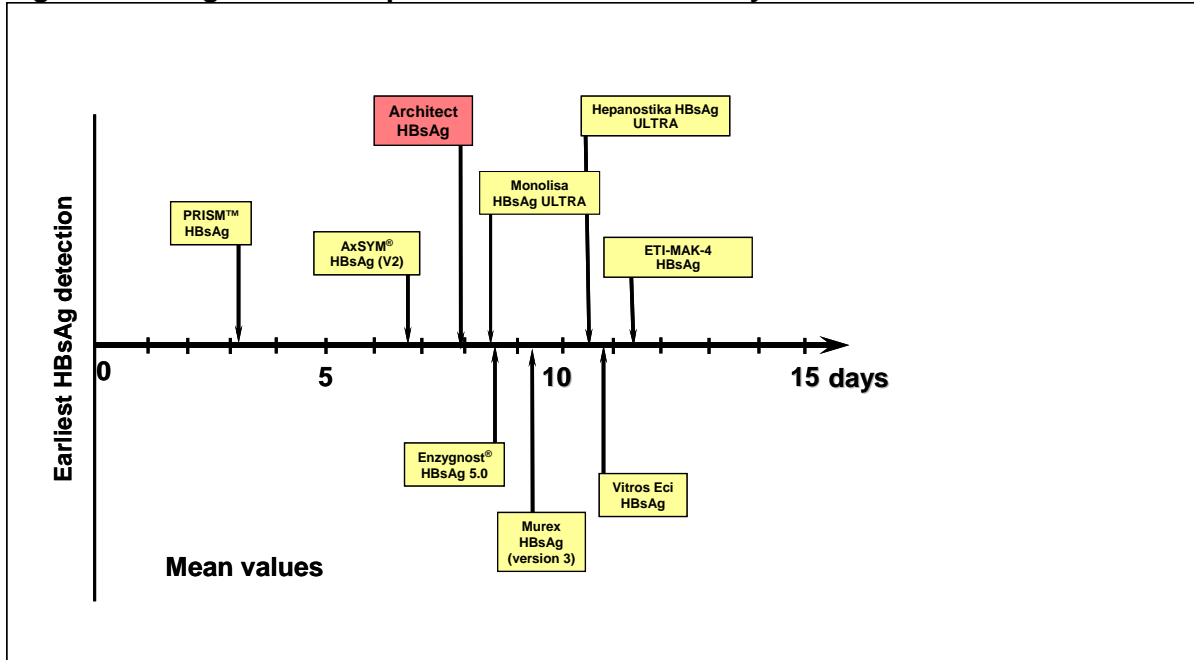 Architect
HBsAg
Hepanostika HBsAg
ULTRA
Monolisa
HBsAg ULTRA
PRISM™
HBsAg
AxSYM®
HBsAg (V2)
ETI-MAK-4
HBsAg
Earliest HBsAg detection
0
5
10
15 days
Enzygnost®
HBsAg 5.0
Vitros Eci
HBsAg
Murex
HBsAg
(version 3)
Mean values